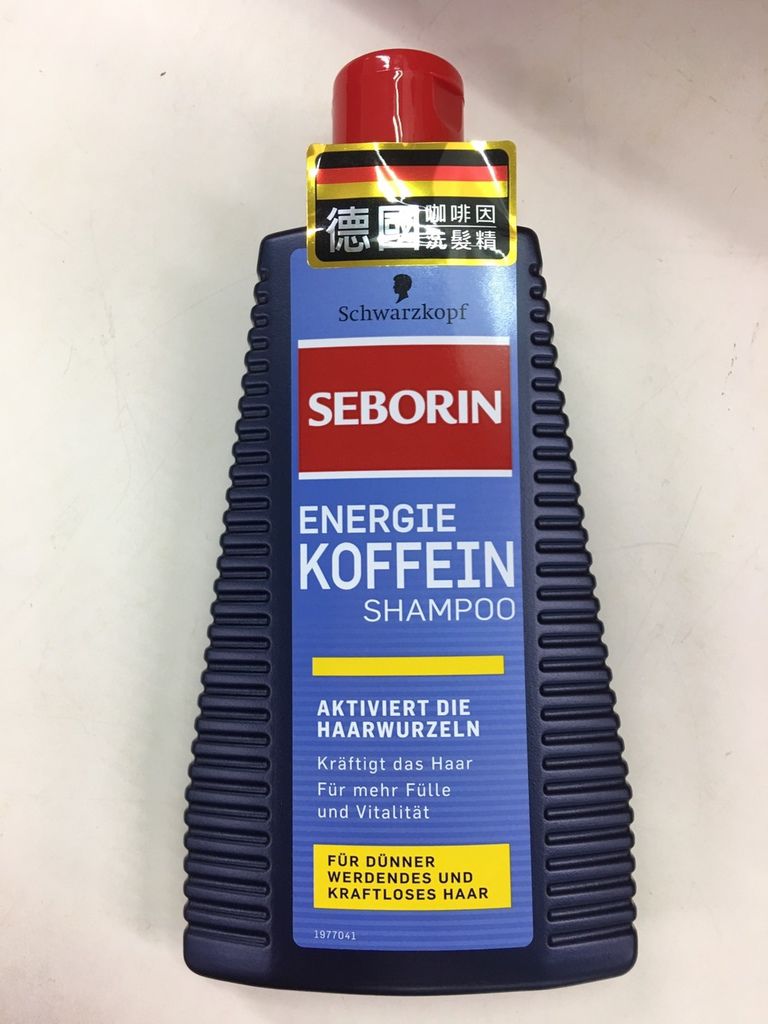 德國 咖啡因
洗髮精
Schwarzkopf
SEBORIN
ENERGIE
KOFFEIN
SHAMPOO
AKTIVIERT DIE
HAARWURZELN
Kräftigt das Haar
Für mehr Fülle
und Vitalität
FÜR DÜNNER
WERDENDES UND
KRAFTLOSES HAAR
1977041